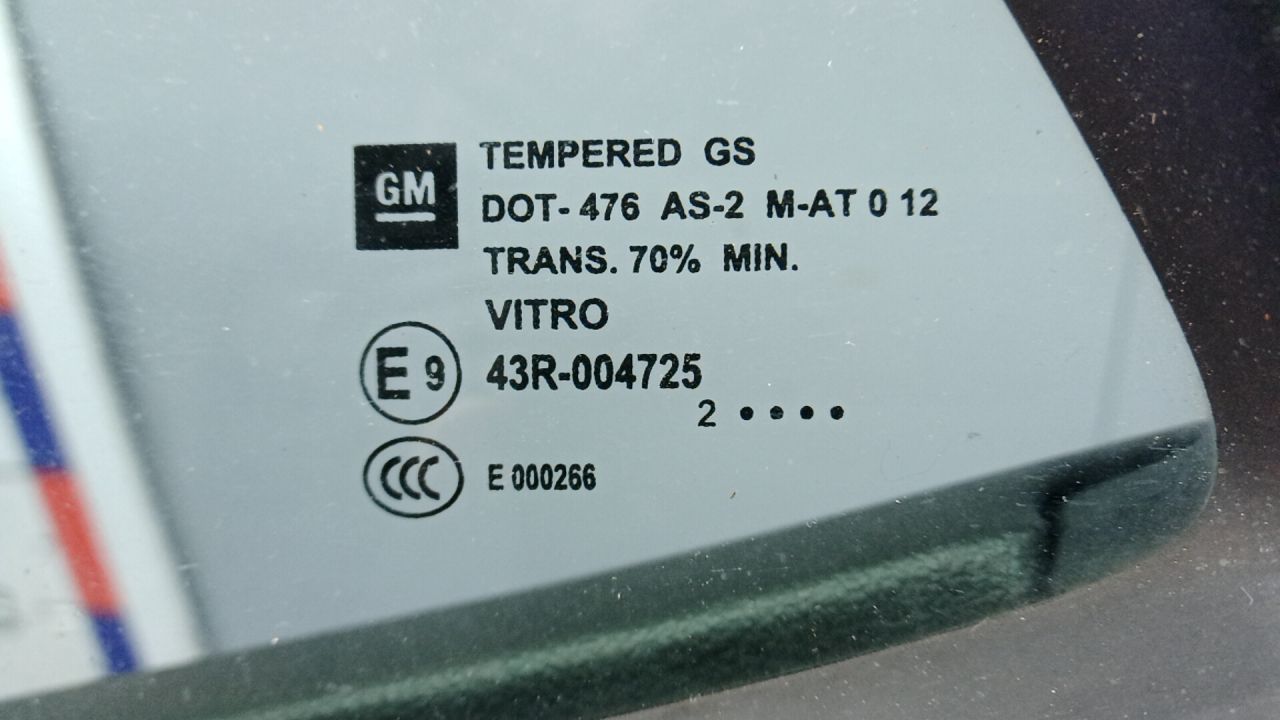 GM
TEMPERED GS
DOT- 476 AS-2 M-AT 0 12
TRANS. 70% MIN.
VITRO
E 9 43R-004725
2 • • • •
CCC E 000266